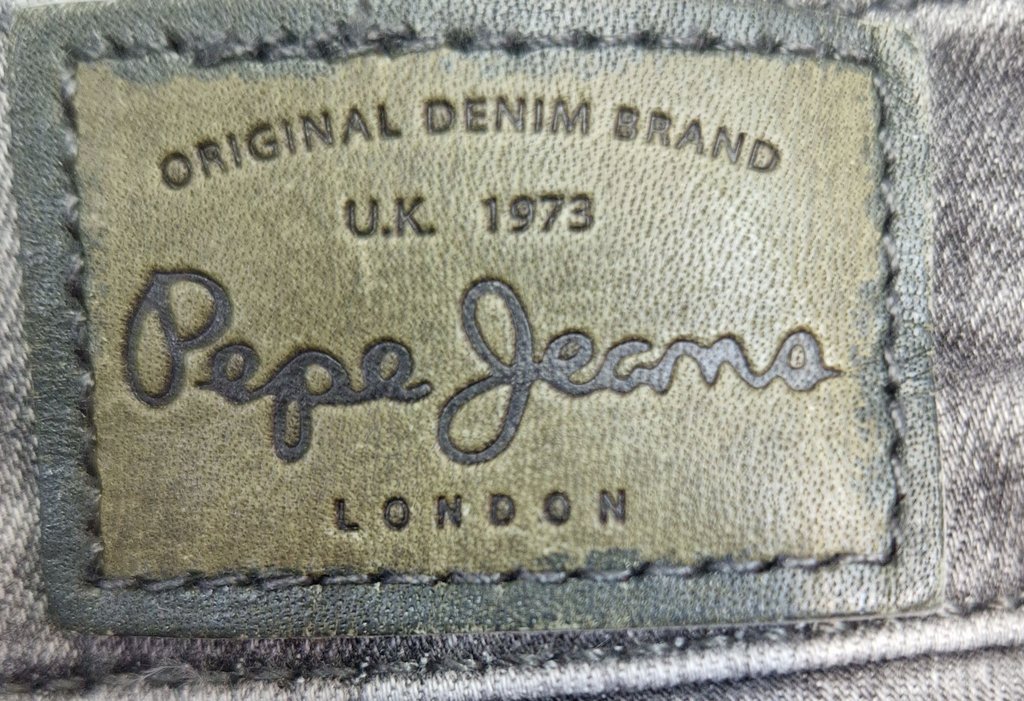 ORIGINAL DENIM BRAND
U.K. 1973
Pepe Jeans
LONDON